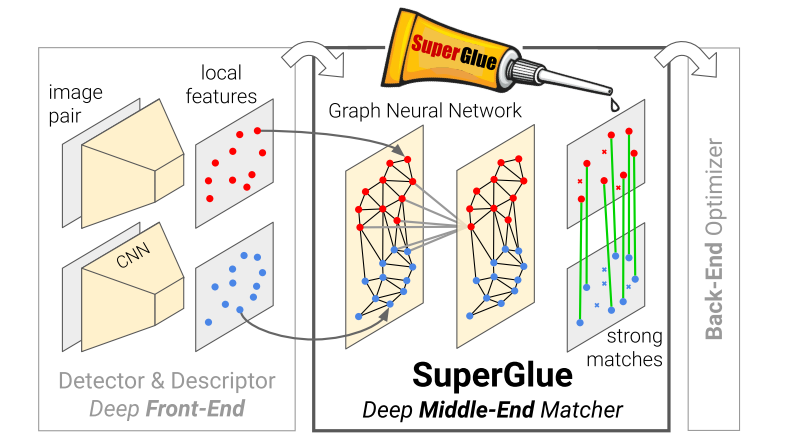 image
pair
local
features
CNN
Detector & Descriptor
Deep Front-End
SuperGlue
Graph Neural Network
strong
matches
SuperGlue
Deep Middle-End Matcher
Back-End Optimizer